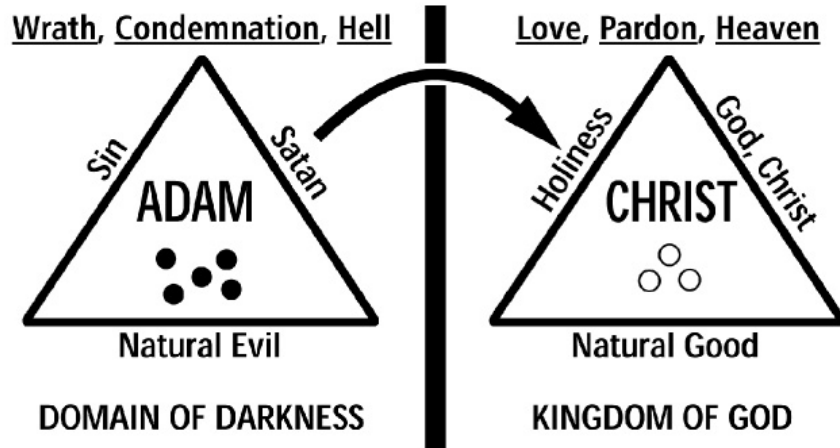 Wrath, Condemnation, Hell
Sin
Satan
ADAM
Natural Evil
DOMAIN OF DARKNESS
Love, Pardon, Heaven
Holiness
God, Christ
CHRIST
Natural Good
KINGDOM OF GOD